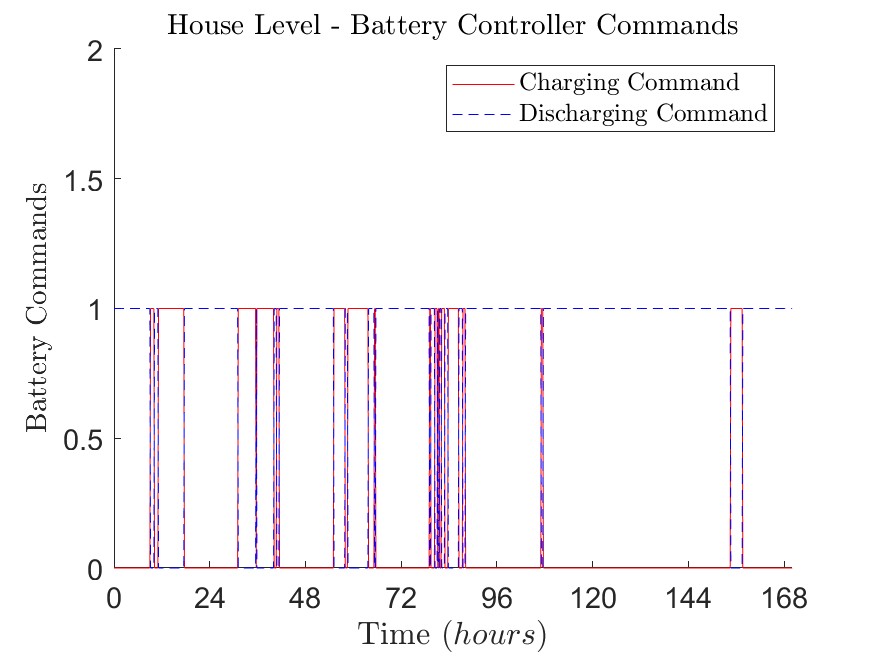 House Level - Battery Controller Commands
Charging Command
Discharging Command
2
1.5
1
0.5
0
Battery Commands
0 24 48 72 96 120 144 168
Time (hours)